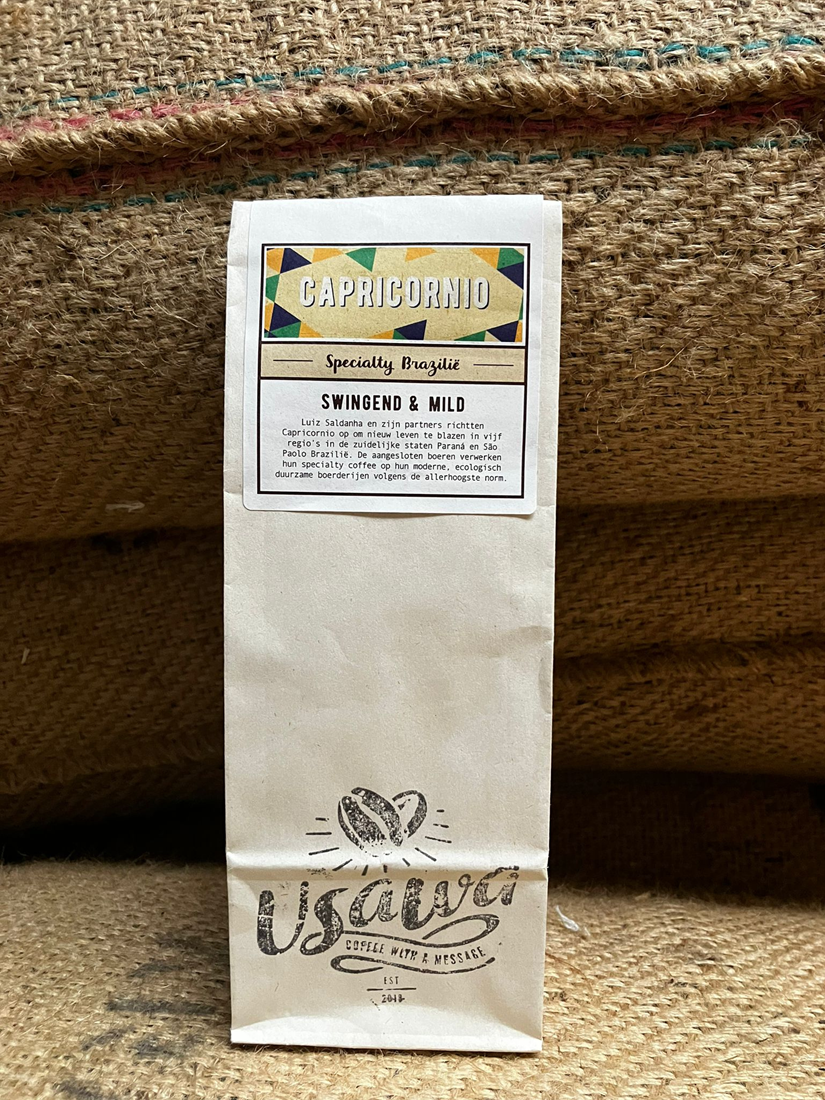 CAPRICORNIO
Specialty Brazilië
SWINGEND & MILD
Luiz Saldanha en zijn partners richtten
Capricornio op om nieuw leven te blazen in vijf
regio's in de zuidelijke staten Paraná en São
Paolo Brazilië. De aangesloten boeren verwerken
hun specialty coffee op hun moderne, ecologisch
duurzame boerderijen volgens de allerhoogste norm.
Usawa
COFFEE WITH A MESSAGE
EST
2018